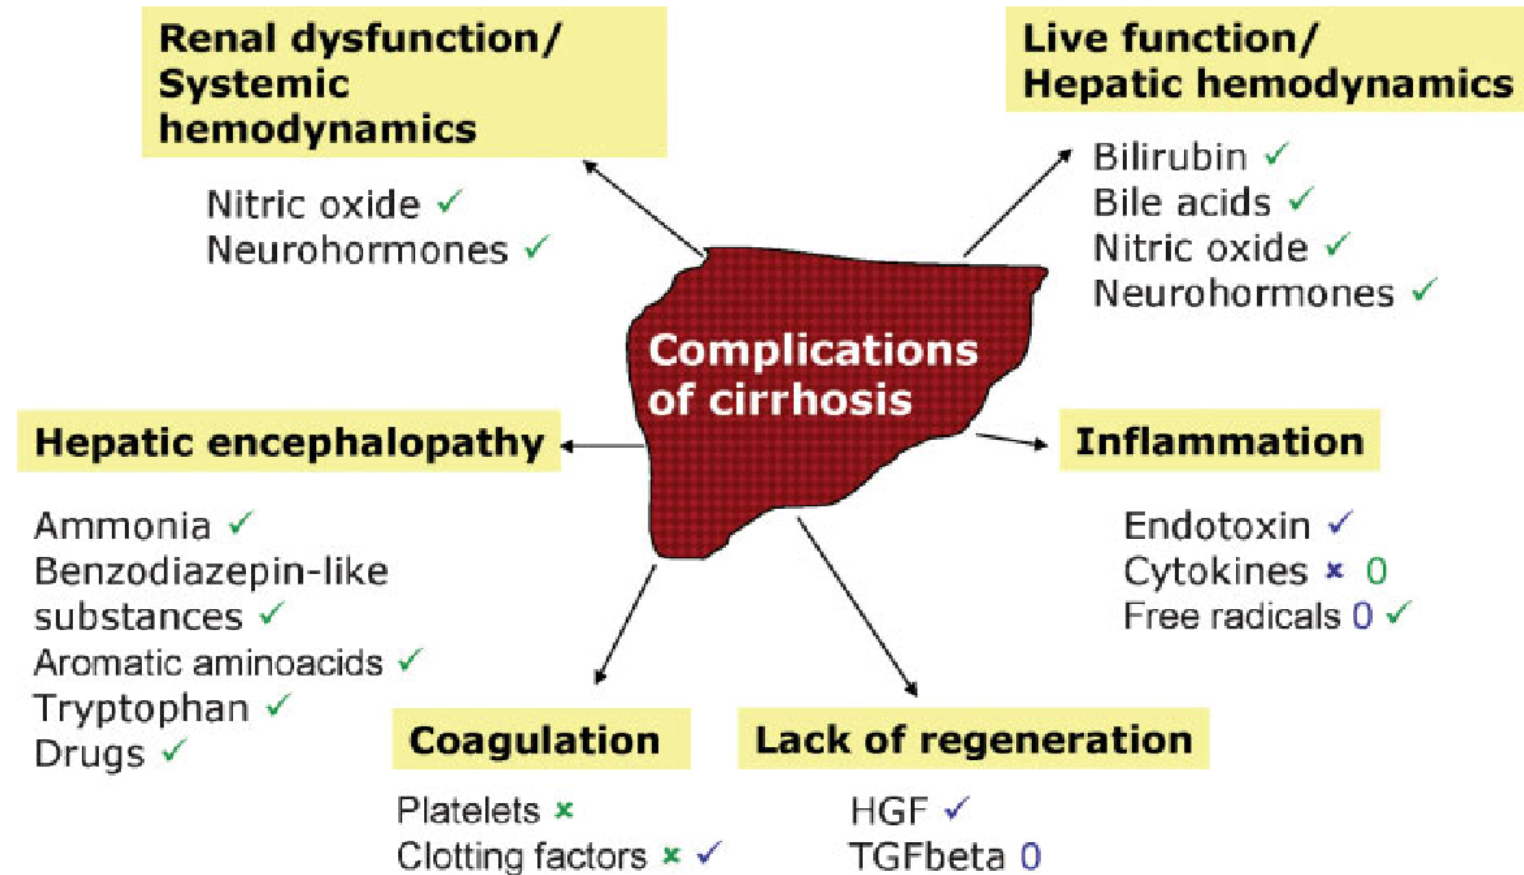 Renal dysfunction/
Systemic
hemodynamics
Nitric oxide ✓
Neurohormones ✓
Live function/
Hepatic hemodynamics
Bilirubin ✓
Bile acids ✓
Nitric oxide ✓
Neurohormones ✓
Complications
of cirrhosis
Hepatic encephalopathy
Ammonia ✓
Benzodiazepin-like
substances ✓
Aromatic aminoacids ✓
Tryptophan ✓
Drugs ✓
Inflammation
Endotoxin ✓
Cytokines × 0
Free radicals 0 ✓
Coagulation
Platelets ×
Clotting factors × ✓
Lack of regeneration
HGF ✓
TGFbeta 0